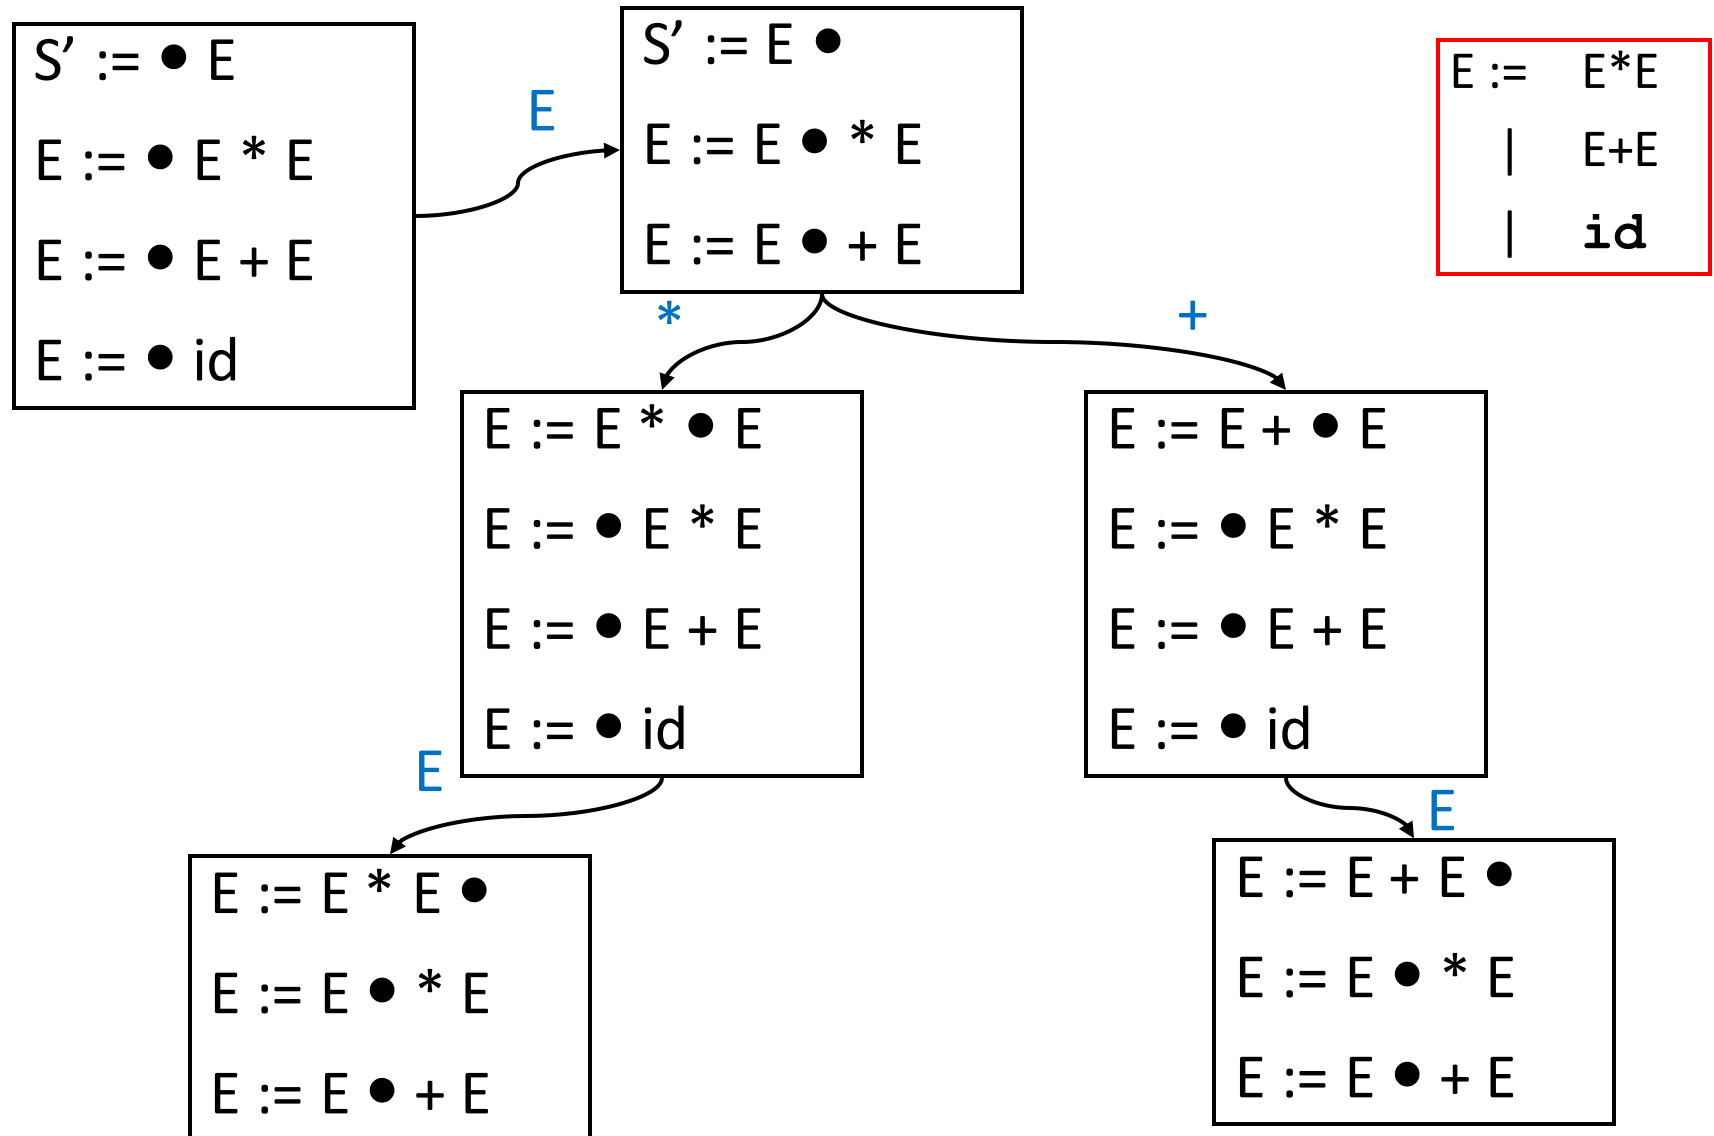 S’ := ● E
E := ● E * E
E := ● E + E
E := ● id
E
S’ := E ●
E := E ● * E
E := E ● + E
E := E*E
| E+E
| id
*
+
E := E * ● E
E := ● E * E
E := ● E + E
E := ● id
E := E + ● E
E := ● E * E
E := ● E + E
E := ● id
E
E
E := E * E ●
E := E ● * E
E := E ● + E
E := E + E ●
E := E ● * E
E := E ● + E